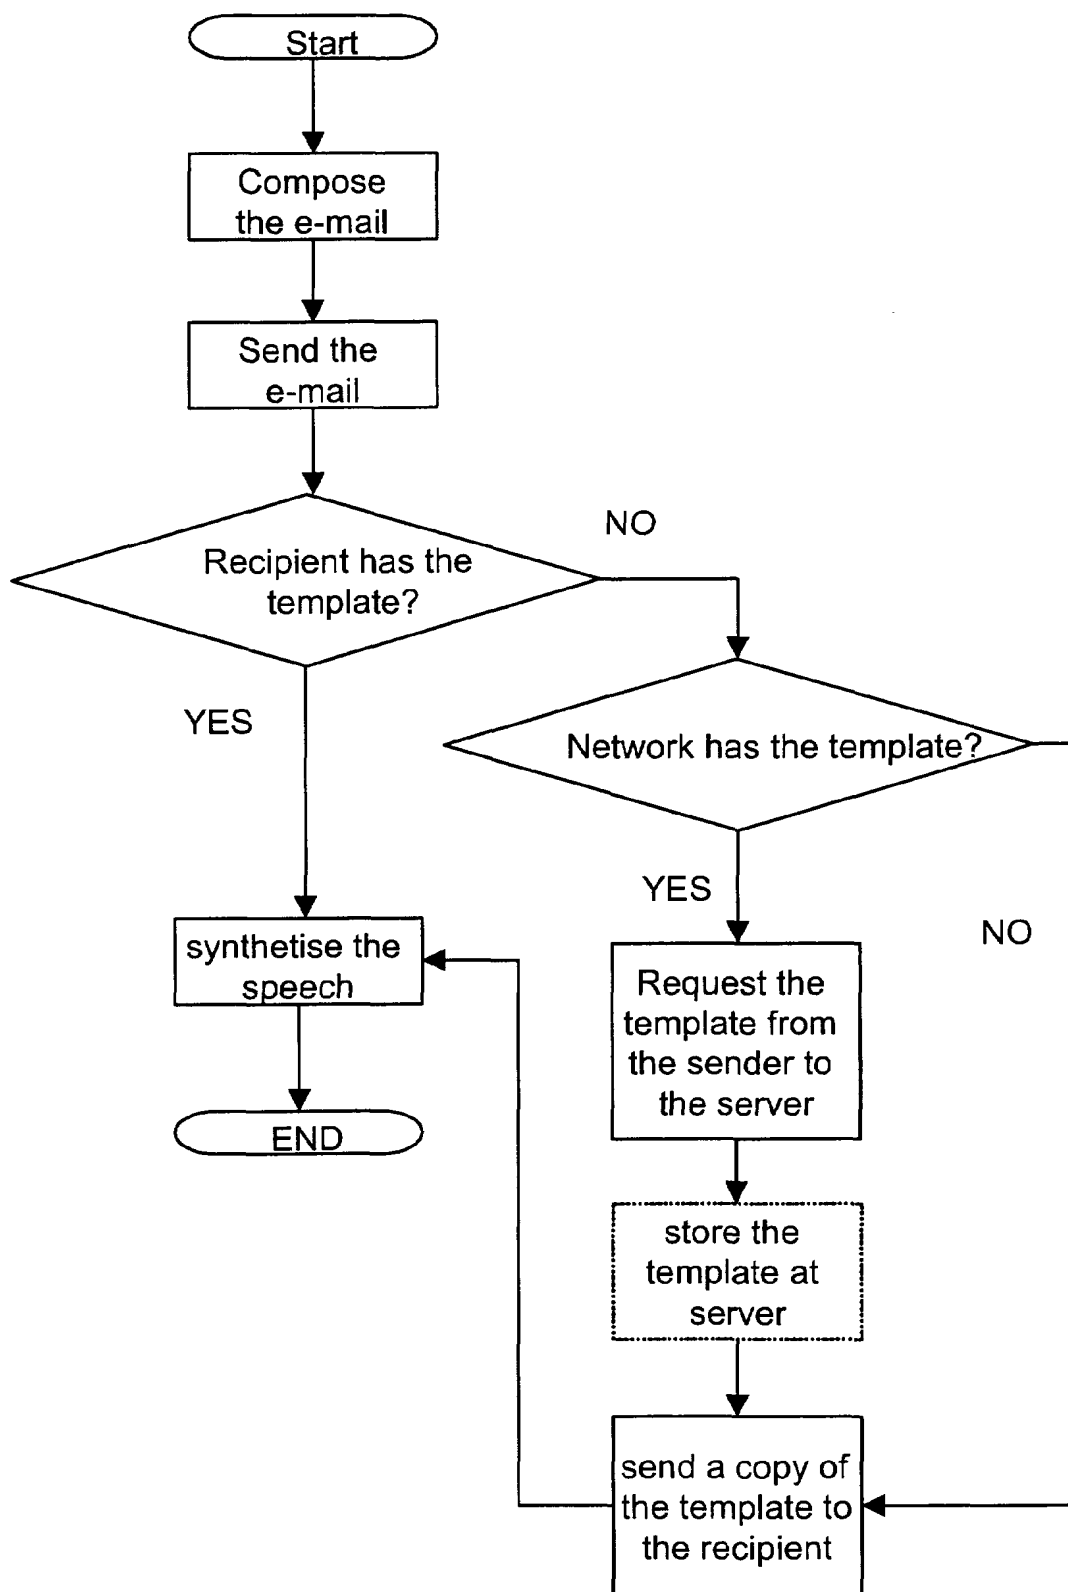 Start
Compose
the e-mail
Send the
e-mail
Recipient has the
template?
NO
YES
Network has the template?
YES
NO
synthetise the
speech
Request the
template from
the sender to
the server
END
store the
template at
server
send a copy of
the template to
the recipient